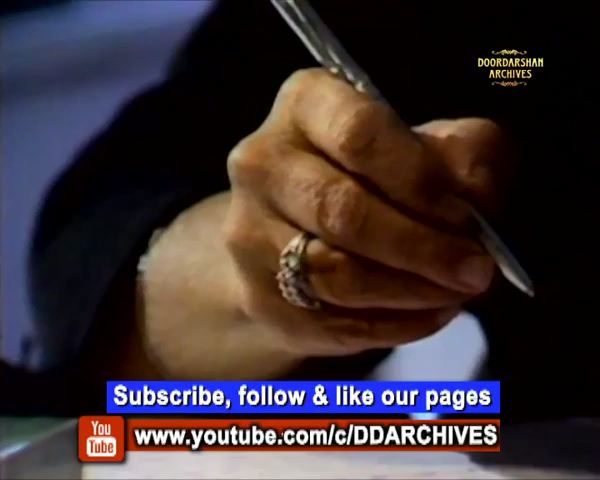 DOORDARSHAN
ARCHIVES
Subscribe, follow & like our pages
You
Tube
www.youtube.com/c/DDARCHIVES